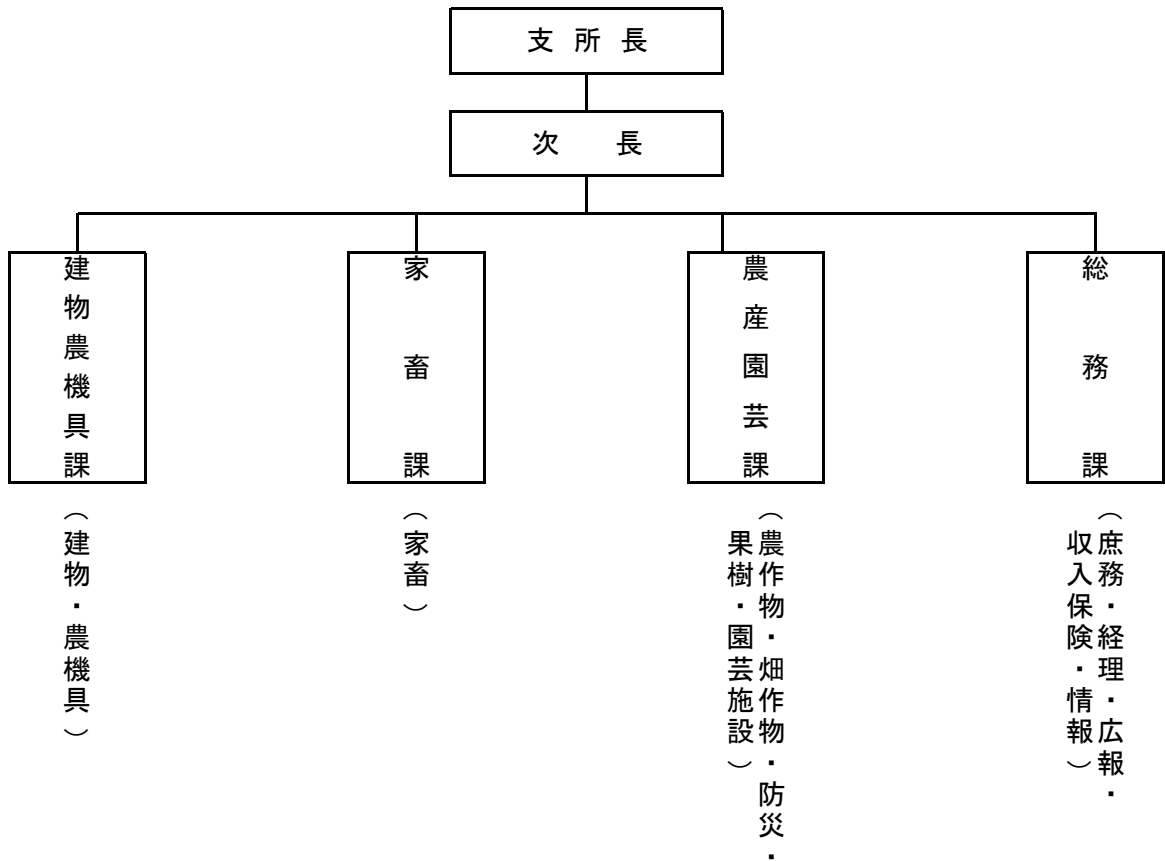 支所長
次長
総務課
（庶務・経理・広報・
収入保険・情報）
農産園芸課
（農作物・畑作物・防災・
果樹・園芸施設）
家畜課
（家畜）
建物農機具課
（建物・農機具）